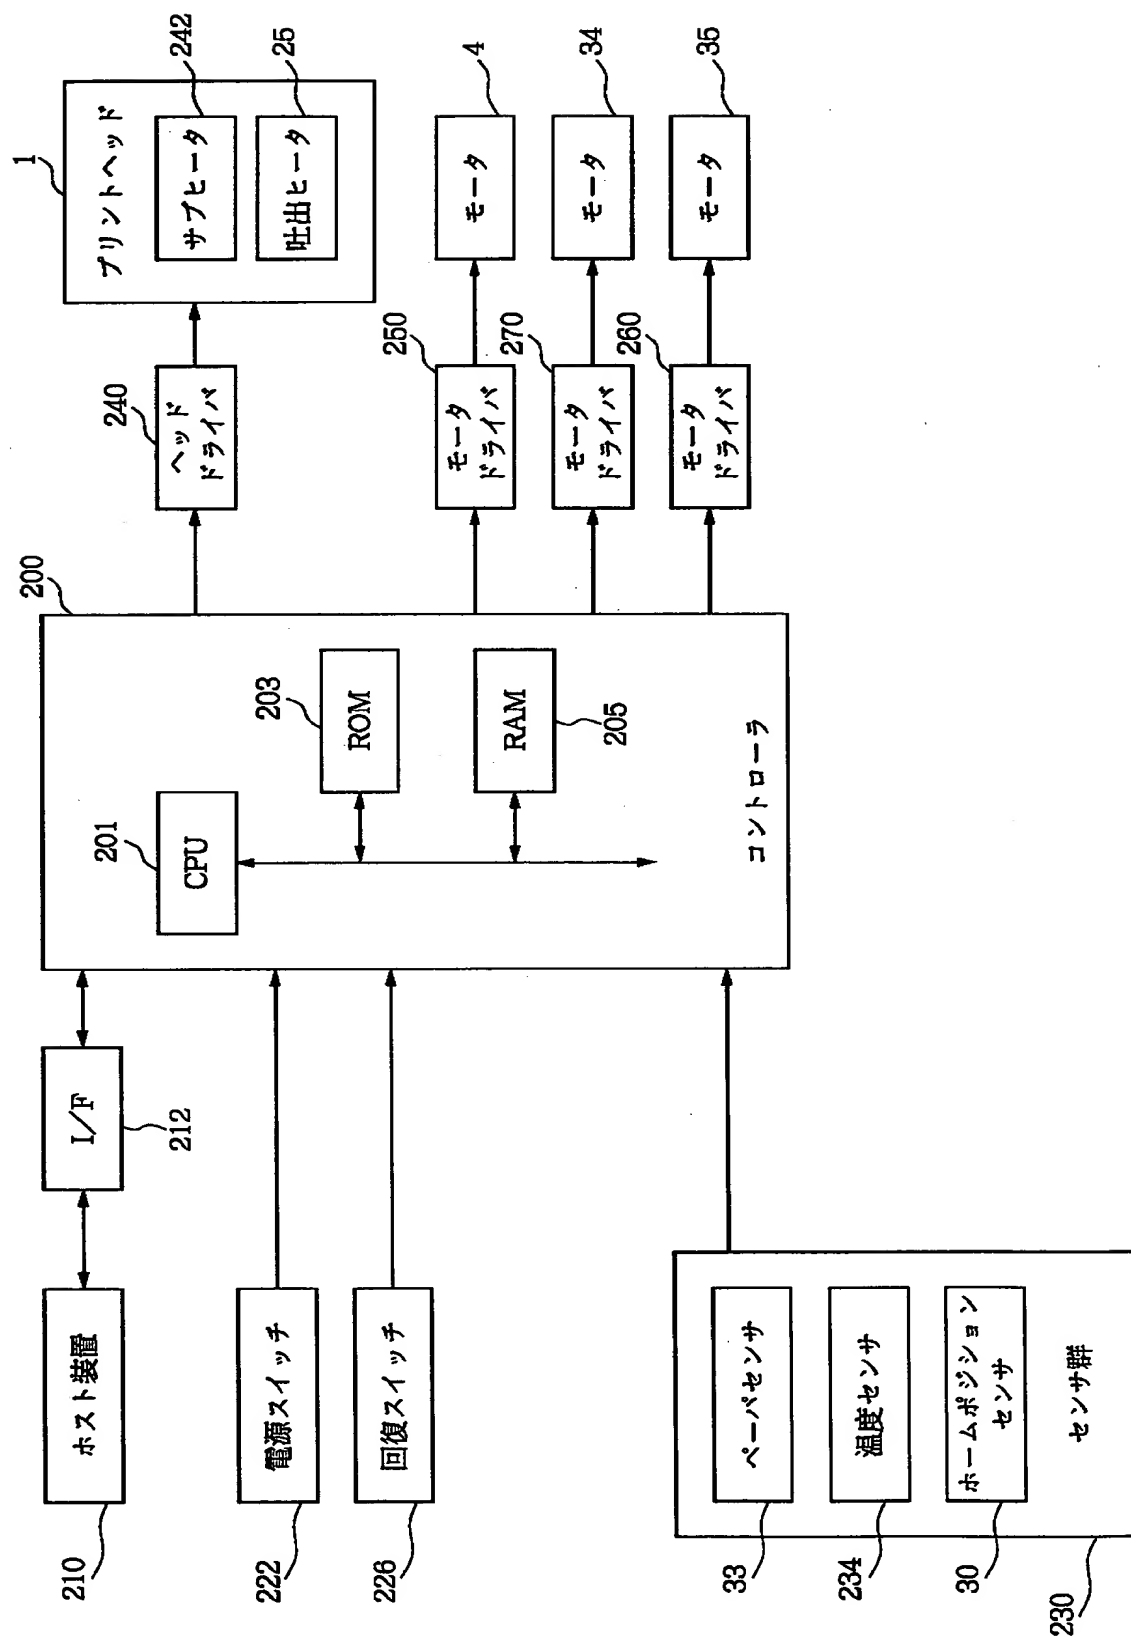 210
ホスト装置
I/F
212
222
電源スイッチ
226
回復スイッチ
33
ペーパセンサ
234
温度センサ
30
ホームポジション
センサ
センサ群
230
200
201
CPU
203
ROM
RAM
205
コントローラ
240
ヘッド
ドライバ
1
プリントヘッド
サブヒータ
242
吐出ヒータ
25
250
モータ
ドライバ
モータ
4
270
モータ
ドライバ
モータ
34
260
モータ
ドライバ
モータ
35